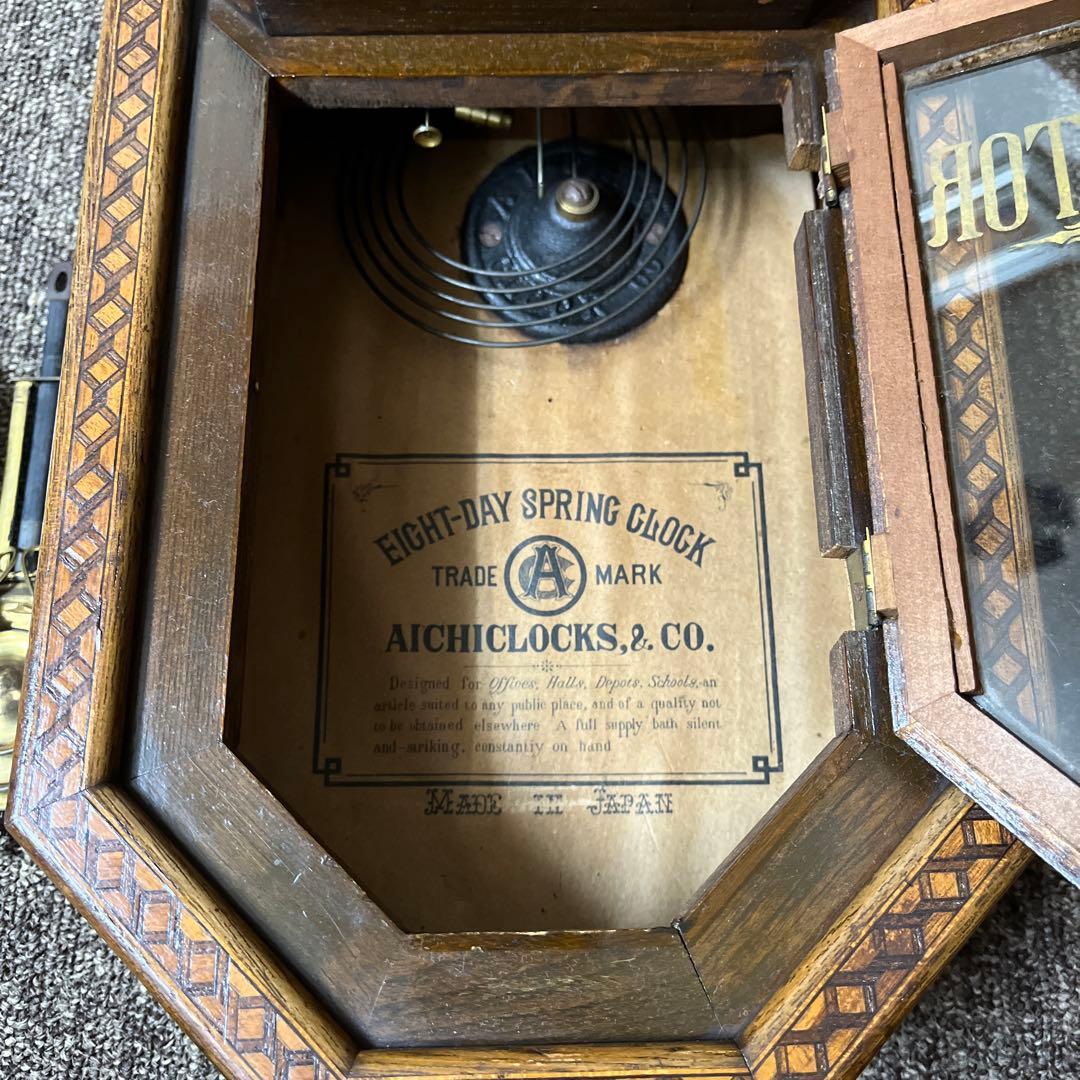 EIGHT-DAY SPRING CLOCK
TRADE AC MARK
AICHICLOCKS,&.CO.
Designed for Offices, Halls, Depots, Schools,-an
article suited to any public place, and of a quality not
to be obtained elsewhere A full supply bath silent
and-striking, constantiy on hand
MADE IN JAPAN